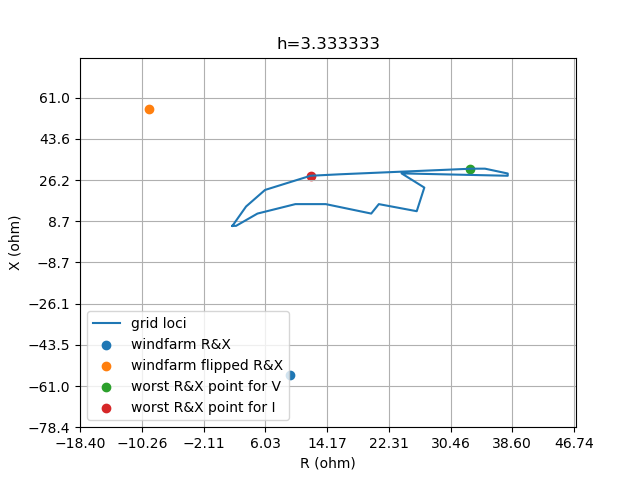 h=3.333333
61.0
43.6
26.2
8.7
−8.7
−26.1
−43.5
−61.0
−78.4
X (ohm)
grid loci
windfarm R&X
windfarm flipped R&X
worst R&X point for V
worst R&X point for I
−18.40 −10.26 −2.11 6.03 14.17 22.31 30.46 38.60 46.74
R (ohm)